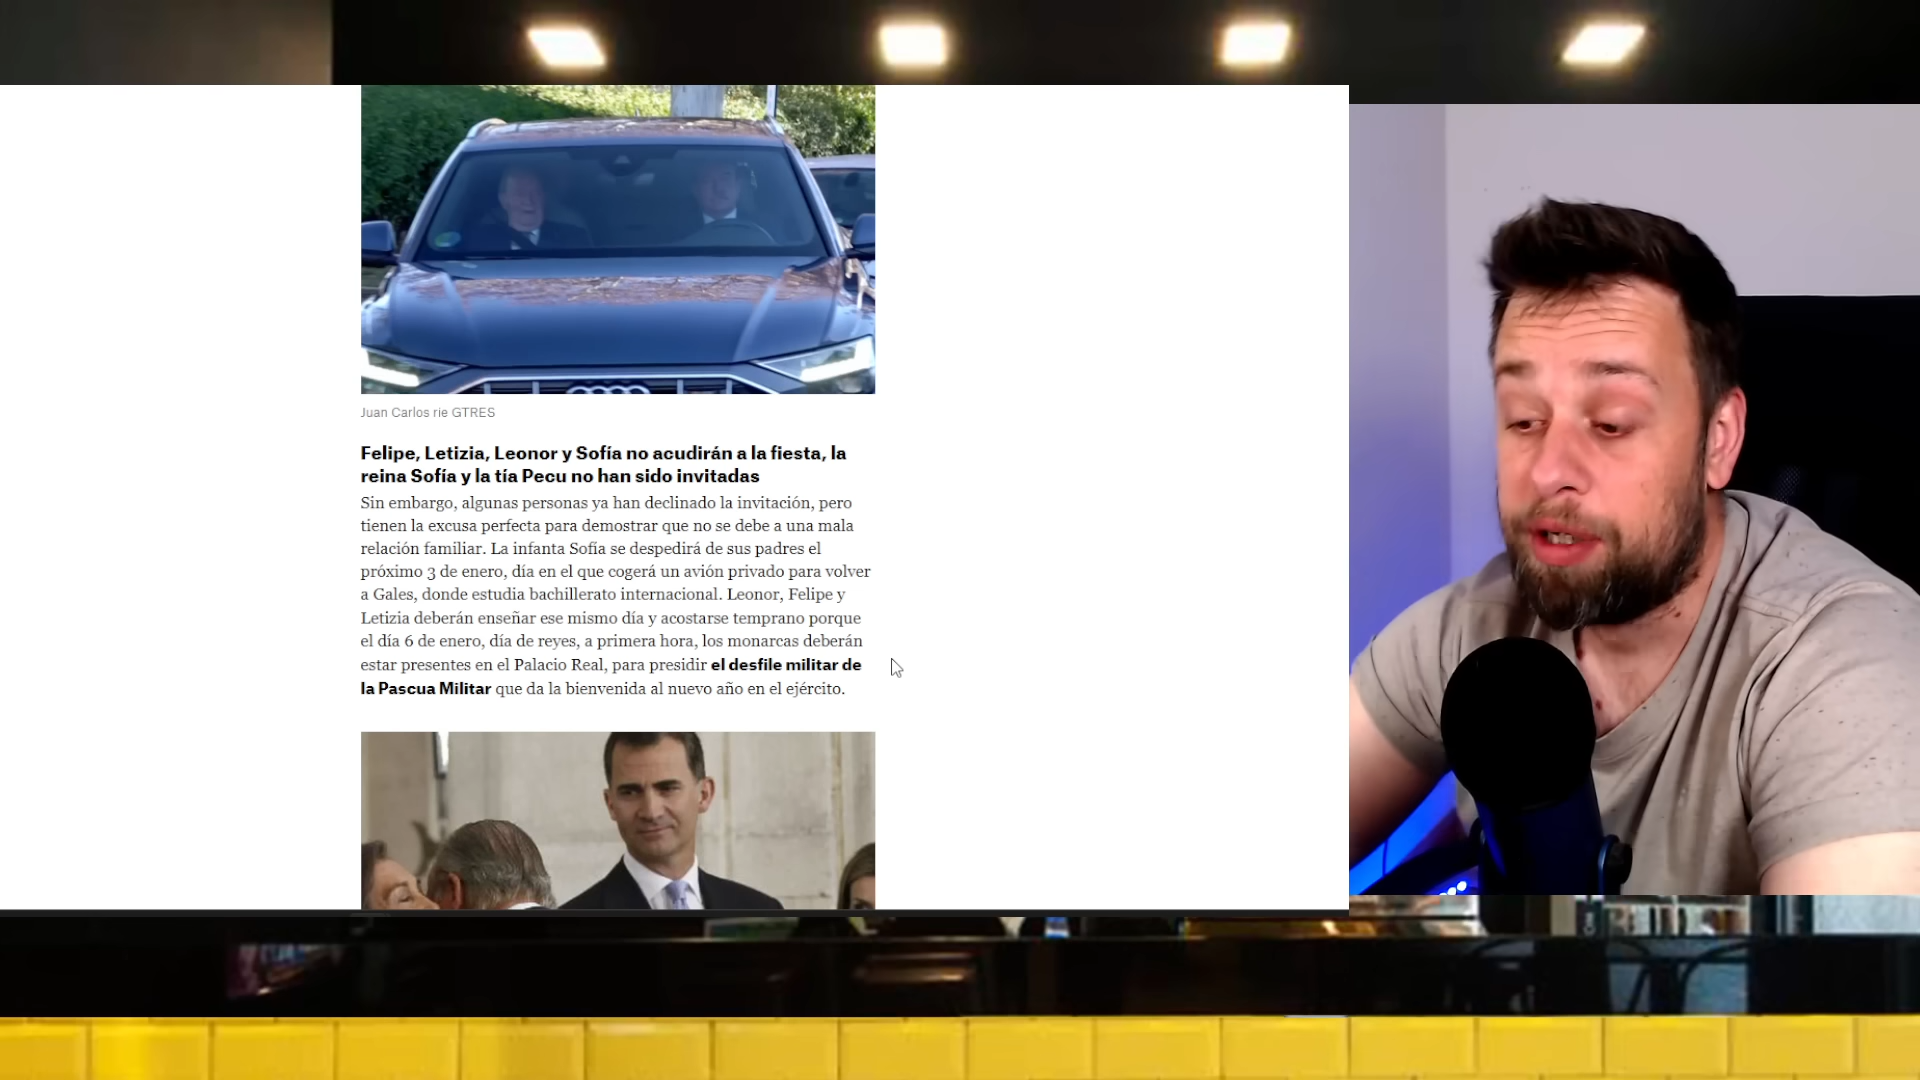 Juan Carlos rie GTRES
Felipe, Letizia, Leonor y Sofía no acudirán a la fiesta, la
reina Sofía y la tía Pecu no han sido invitadas
Sin embargo, algunas personas ya han declinado la invitación, pero
tienen la excusa perfecta para demostrar que no se debe a una mala
relación familiar. La infanta Sofía se despedirá de sus padres el
próximo 3 de enero, día en el que cogerá un avión privado para volver
a Gales, donde estudia bachillerato internacional. Leonor, Felipe y
Letizia deberán enseñar ese mismo día y acostarse temprano porque
el día 6 de enero, día de reyes, a primera hora, los monarcas deberán
estar presentes en el Palacio Real, para presidir el desfile militar de
la Pascua Militar que da la bienvenida al nuevo año en el ejército.